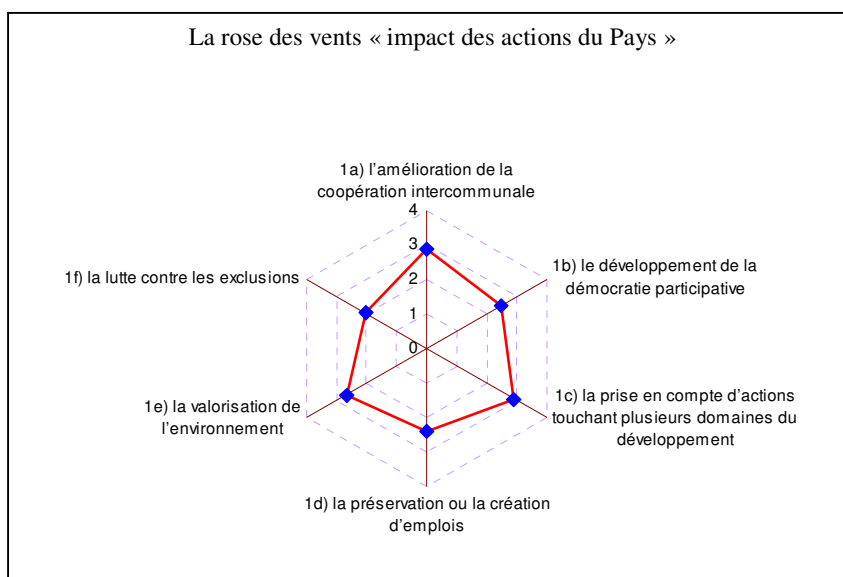 La rose des vents « impact des actions du Pays »
1a) l'amélioration de la
coopération intercommunale
4
3
2
1
0
1b) le développement de la
démocratie participative
1c) la prise en compte d'actions
touchant plusieurs domaines du
développement
1d) la préservation ou la création
d'emplois
1e) la valorisation de
l'environnement
1f) la lutte contre les exclusions